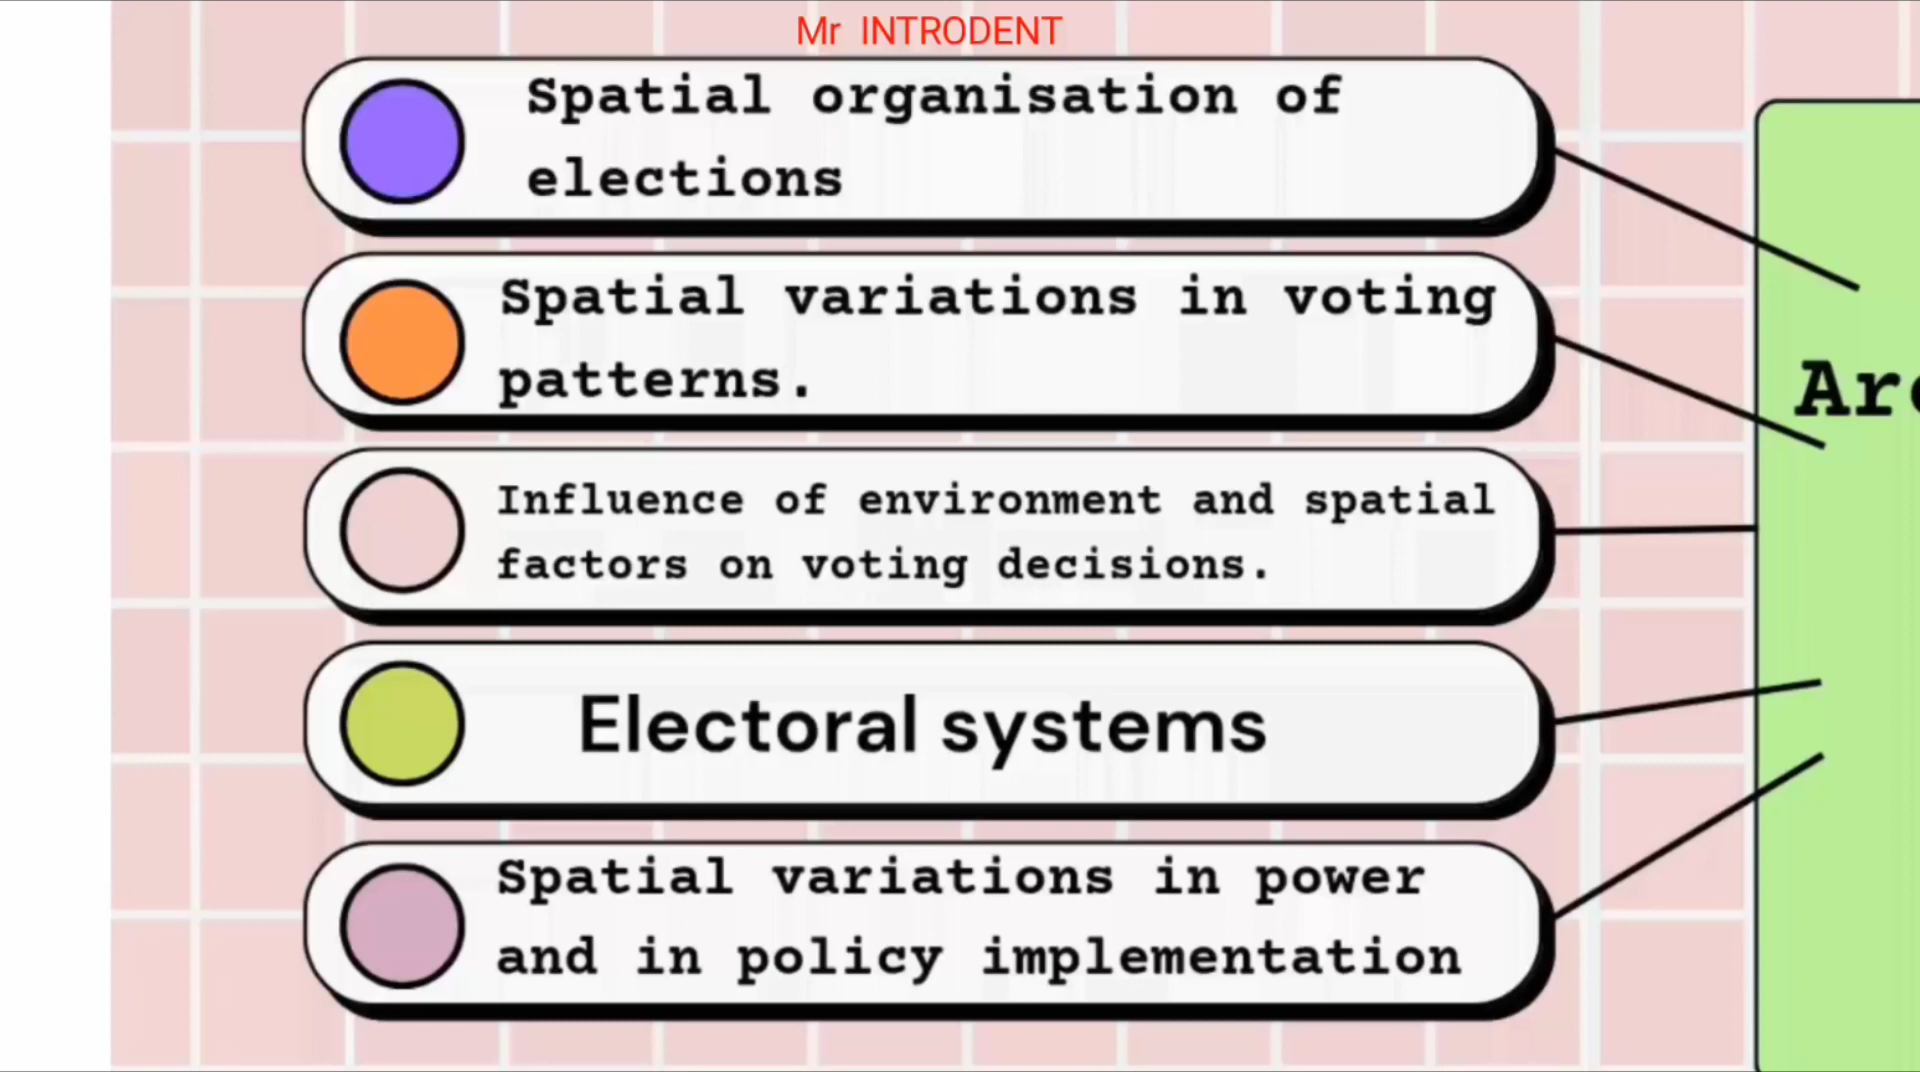 Mr INTRODENT
Spatial organisation of
elections
Spatial variations in voting
patterns.
Influence of environment and spatial
factors on voting decisions.
Electoral systems
Spatial variations in power
and in policy implementation